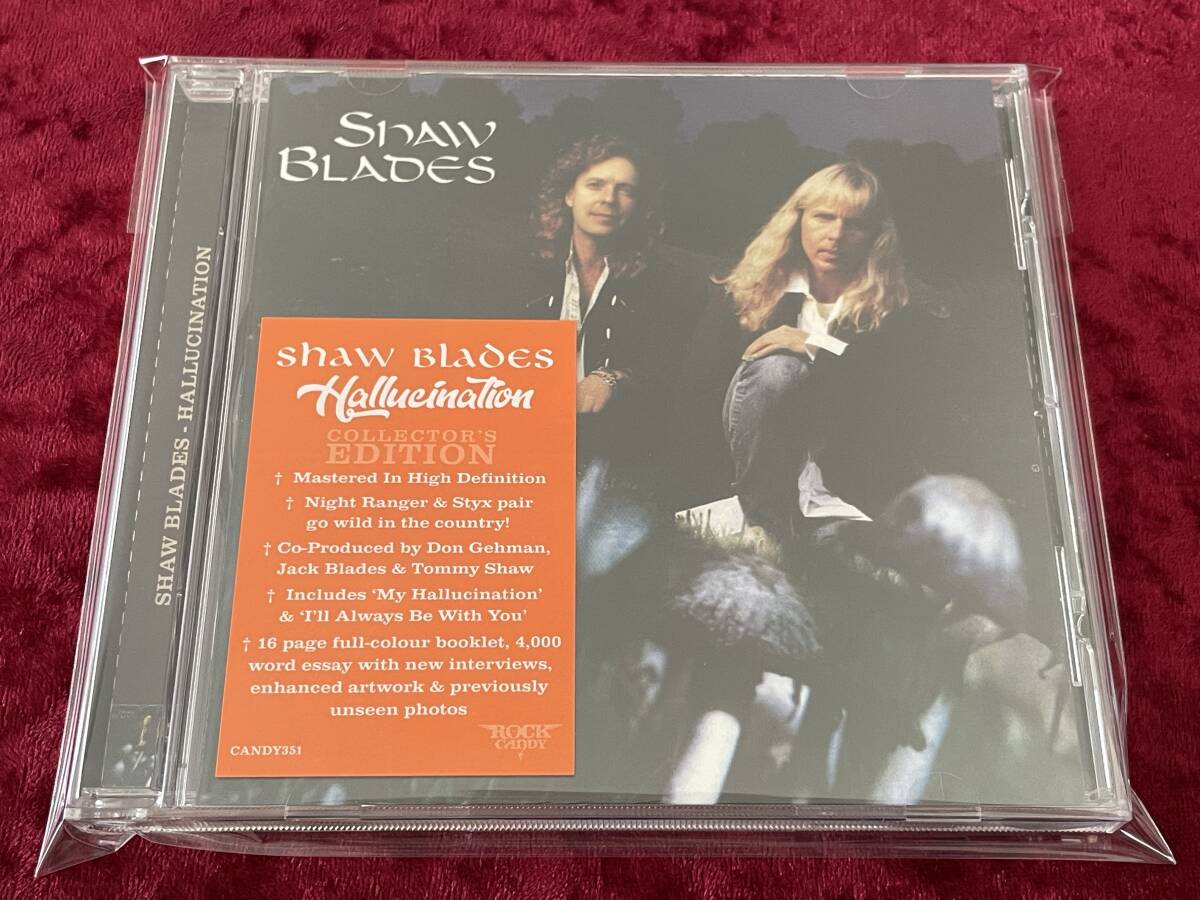 SHAW
BLADES
SHAW BLADES - HALLUCINATION
SHAW BLADES
Hallucination
COLLECTOR'S
EDITION
† Mastered In High Definition
† Night Ranger & Styx pair
go wild in the country!
† Co-Produced by Don Gehman,
Jack Blades & Tommy Shaw
† Includes ‘My Hallucination’
& ‘I'll Always Be With You’
† 16 page full-colour booklet, 4,000
word essay with new interviews,
enhanced artwork & previously
unseen photos
ROCK
CANDY
CANDY351